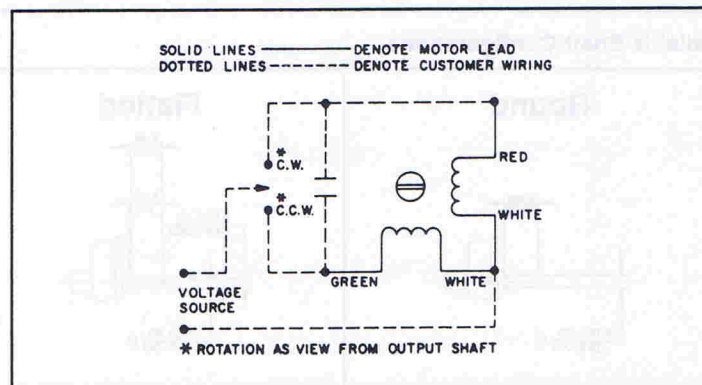 SOLID LINES DENOTE MOTOR LEAD
DOTTED LINES DENOTE CUSTOMER WIRING
* C.W.
* C.C.W.
RED
WHITE
GREEN WHITE
VOLTAGE
SOURCE
* ROTATION AS VIEW FROM OUTPUT SHAFT